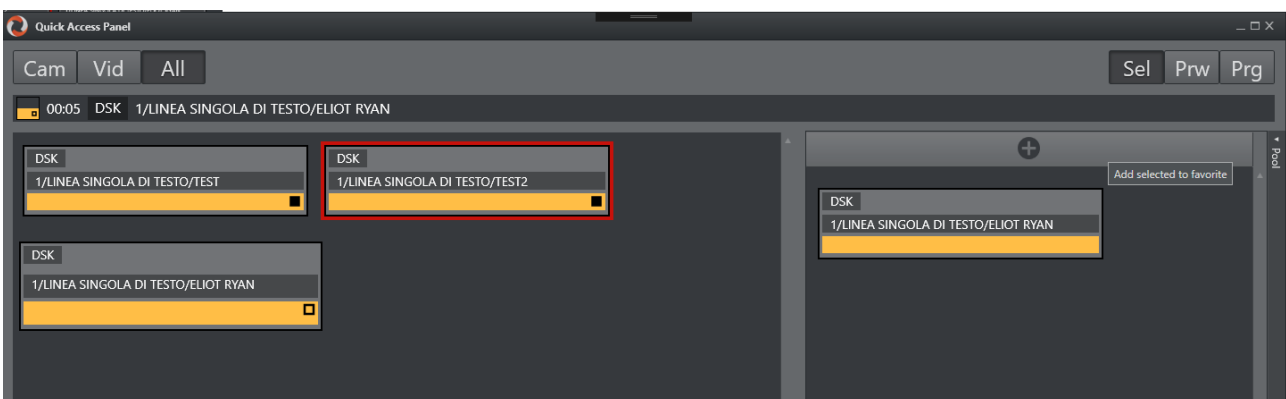 Quick Access Panel
Cam Vid All Sel Prw Prg
00:05 DSK 1/LINEA SINGOLA DI TESTO/ELIOT RYAN
DSK
1/LINEA SINGOLA DI TESTO/TEST
DSK
1/LINEA SINGOLA DI TESTO/TEST2
DSK
1/LINEA SINGOLA DI TESTO/ELIOT RYAN
Add selected to favorite
DSK
1/LINEA SINGOLA DI TESTO/ELIOT RYAN
Pool